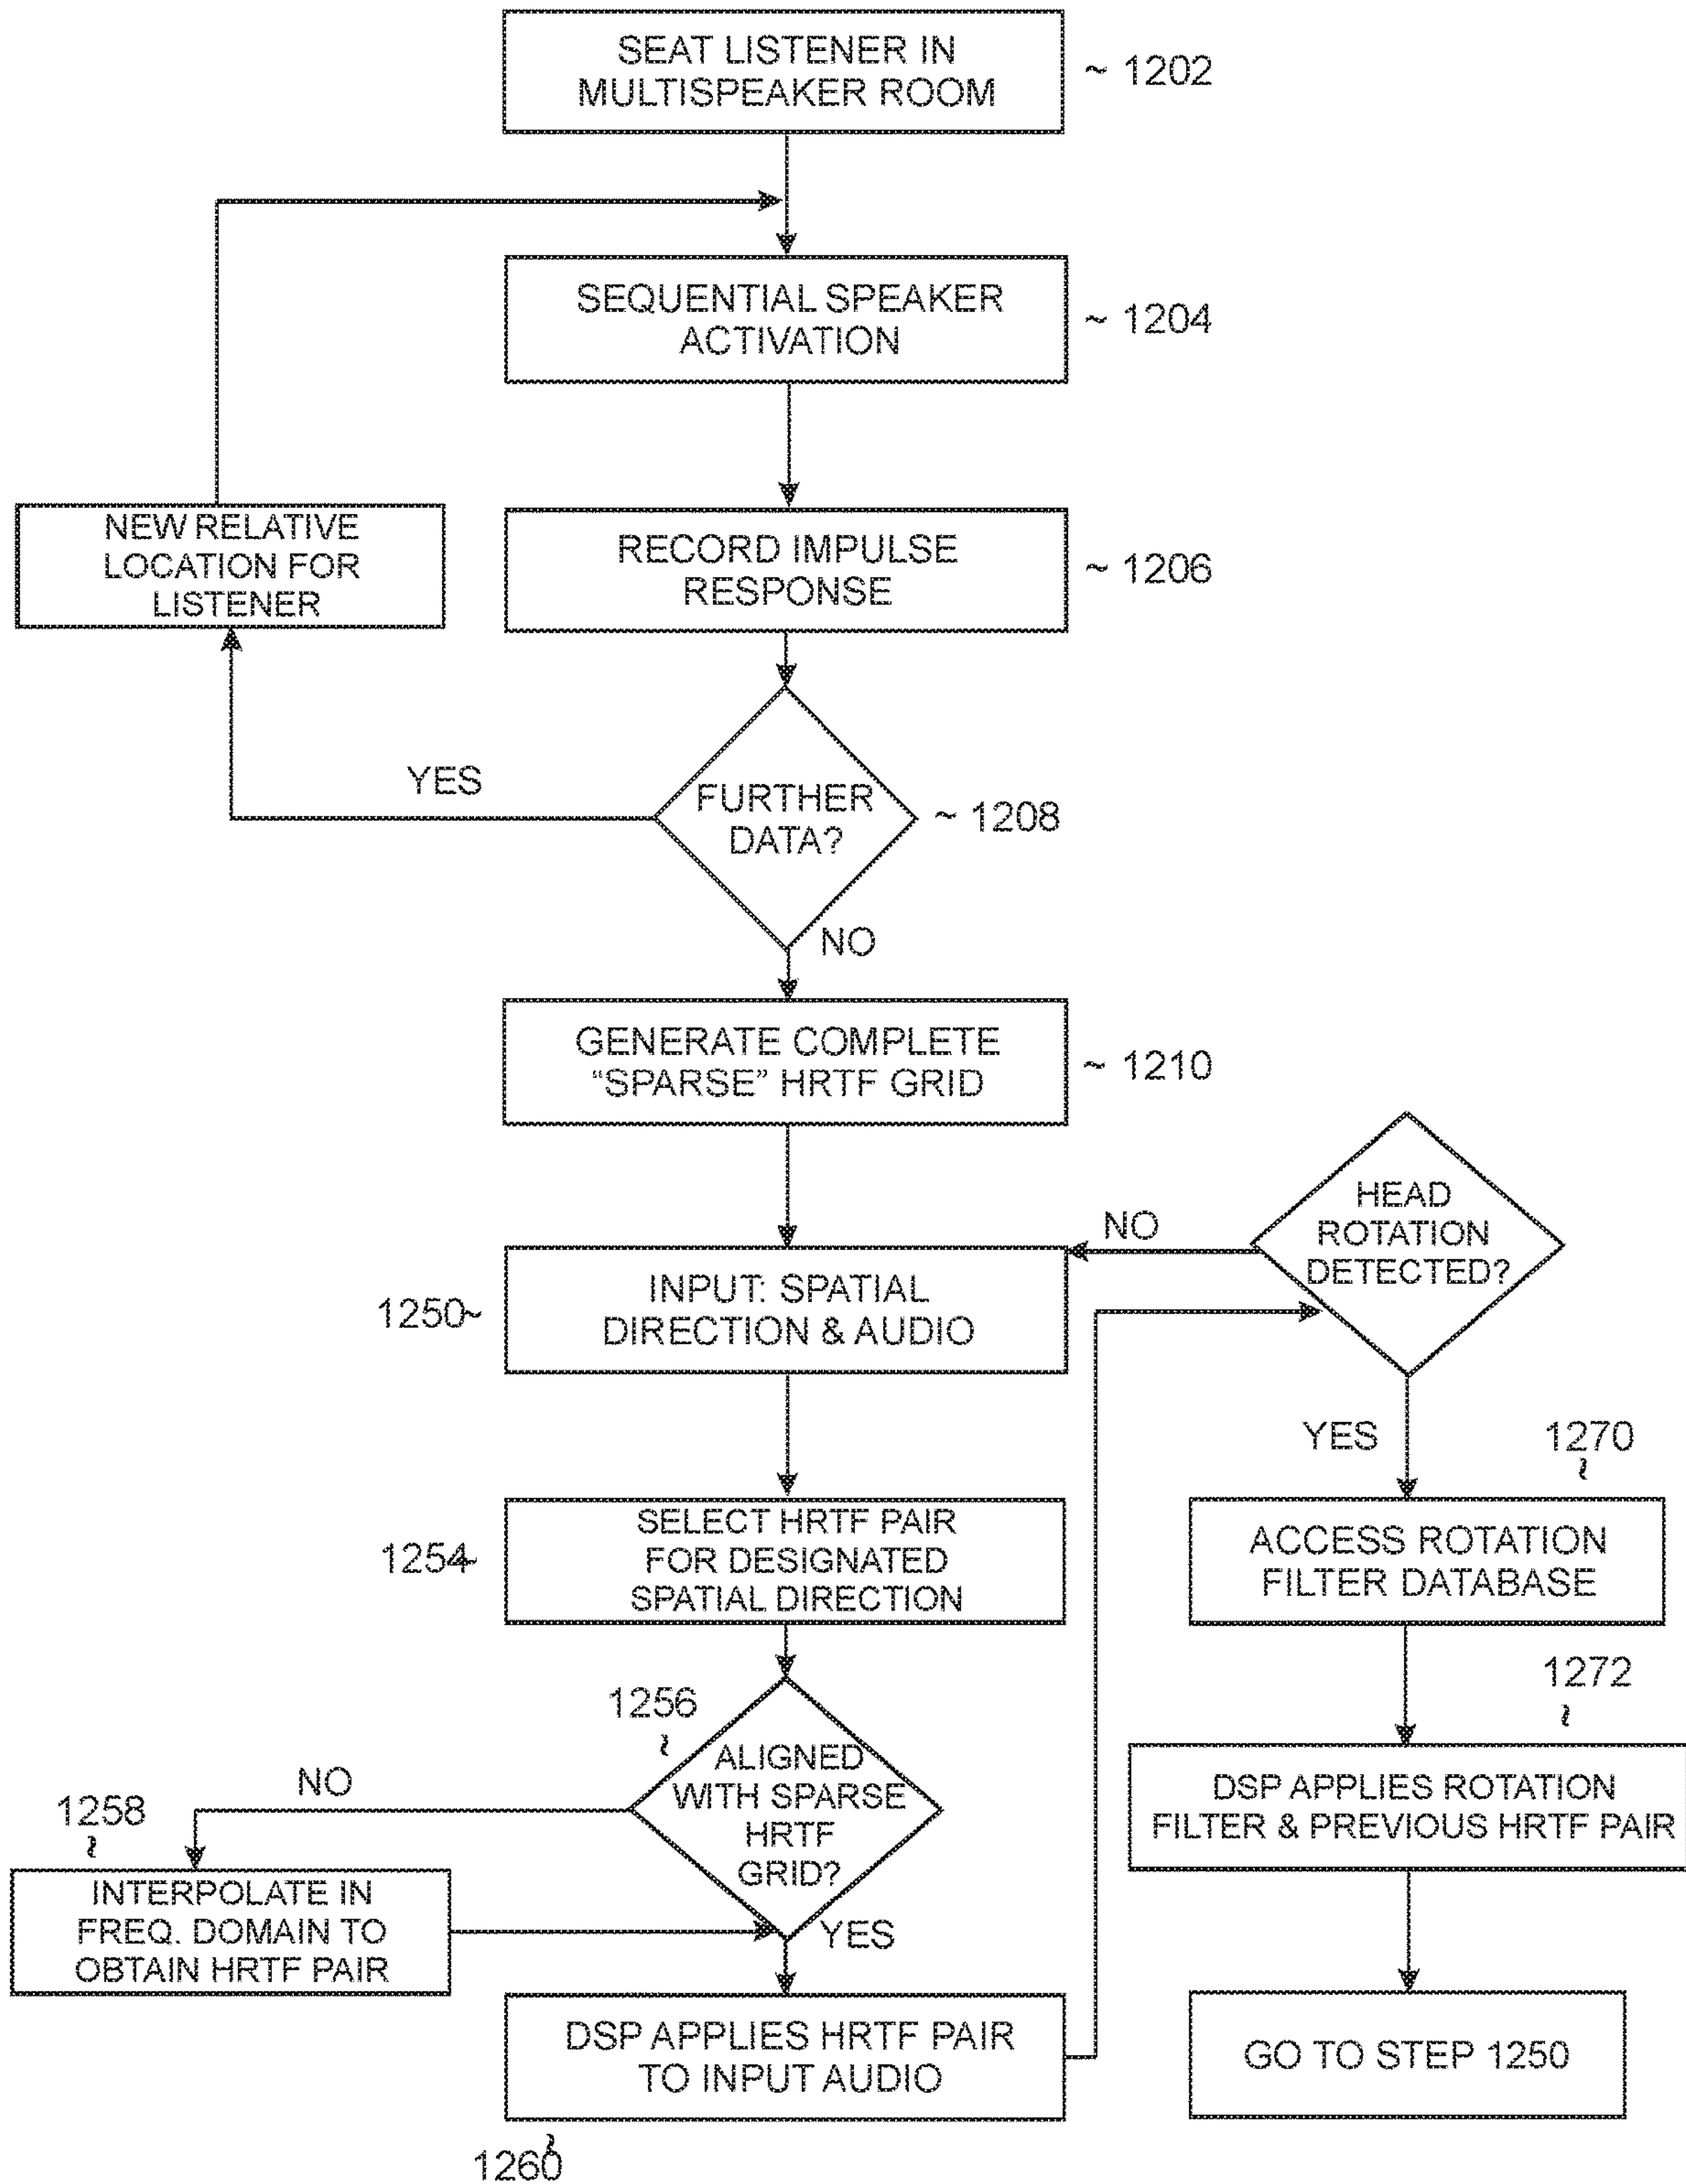 SEAT LISTENER IN
MULTISPEAKER ROOM
~ 1202
SEQUENTIAL SPEAKER
ACTIVATION
~ 1204
NEW RELATIVE
LOCATION FOR
LISTENER
RECORD IMPULSE
RESPONSE
~ 1206
YES
FURTHER
DATA?
~ 1208
NO
GENERATE COMPLETE
“SPARSE” HRTF GRID
~ 1210
HEAD
ROTATION
DETECTED?
NO
1250~
INPUT: SPATIAL
DIRECTION & AUDIO
YES
1270
~
1254~
SELECT HRTF PAIR
FOR DESIGNATED
SPATIAL DIRECTION
ACCESS ROTATION
FILTER DATABASE
1256
~
1272
~
ALIGNED
WITH SPARSE
HRTF
GRID?
NO
1258
~
DSP APPLIES ROTATION
FILTER & PREVIOUS HRTF PAIR
INTERPOLATE IN
FREQ. DOMAIN TO
OBTAIN HRTF PAIR
YES
DSP APPLIES HRTF PAIR
TO INPUT AUDIO
GO TO STEP 1250
~
1260